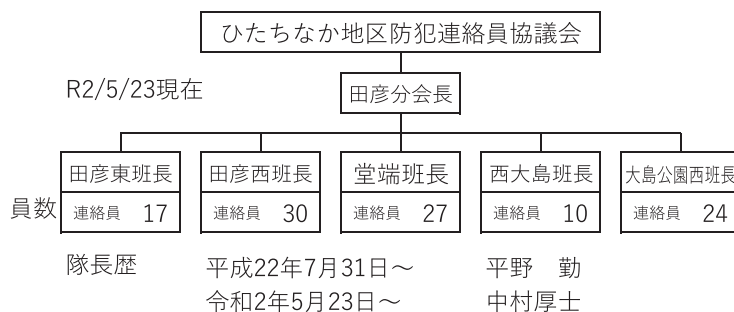 ひたちなか地区防犯連絡員協議会
R2/5/23現在
田彦分会長
田彦東班長 田彦西班長 堂端班長 西大島班長 大島公園西班長
員数 連絡員 17 連絡員 30 連絡員 27 連絡員 10 連絡員 24
隊長歴 平成22年7月31日～ 平野 勤
令和2年5月23日～ 中村厚士